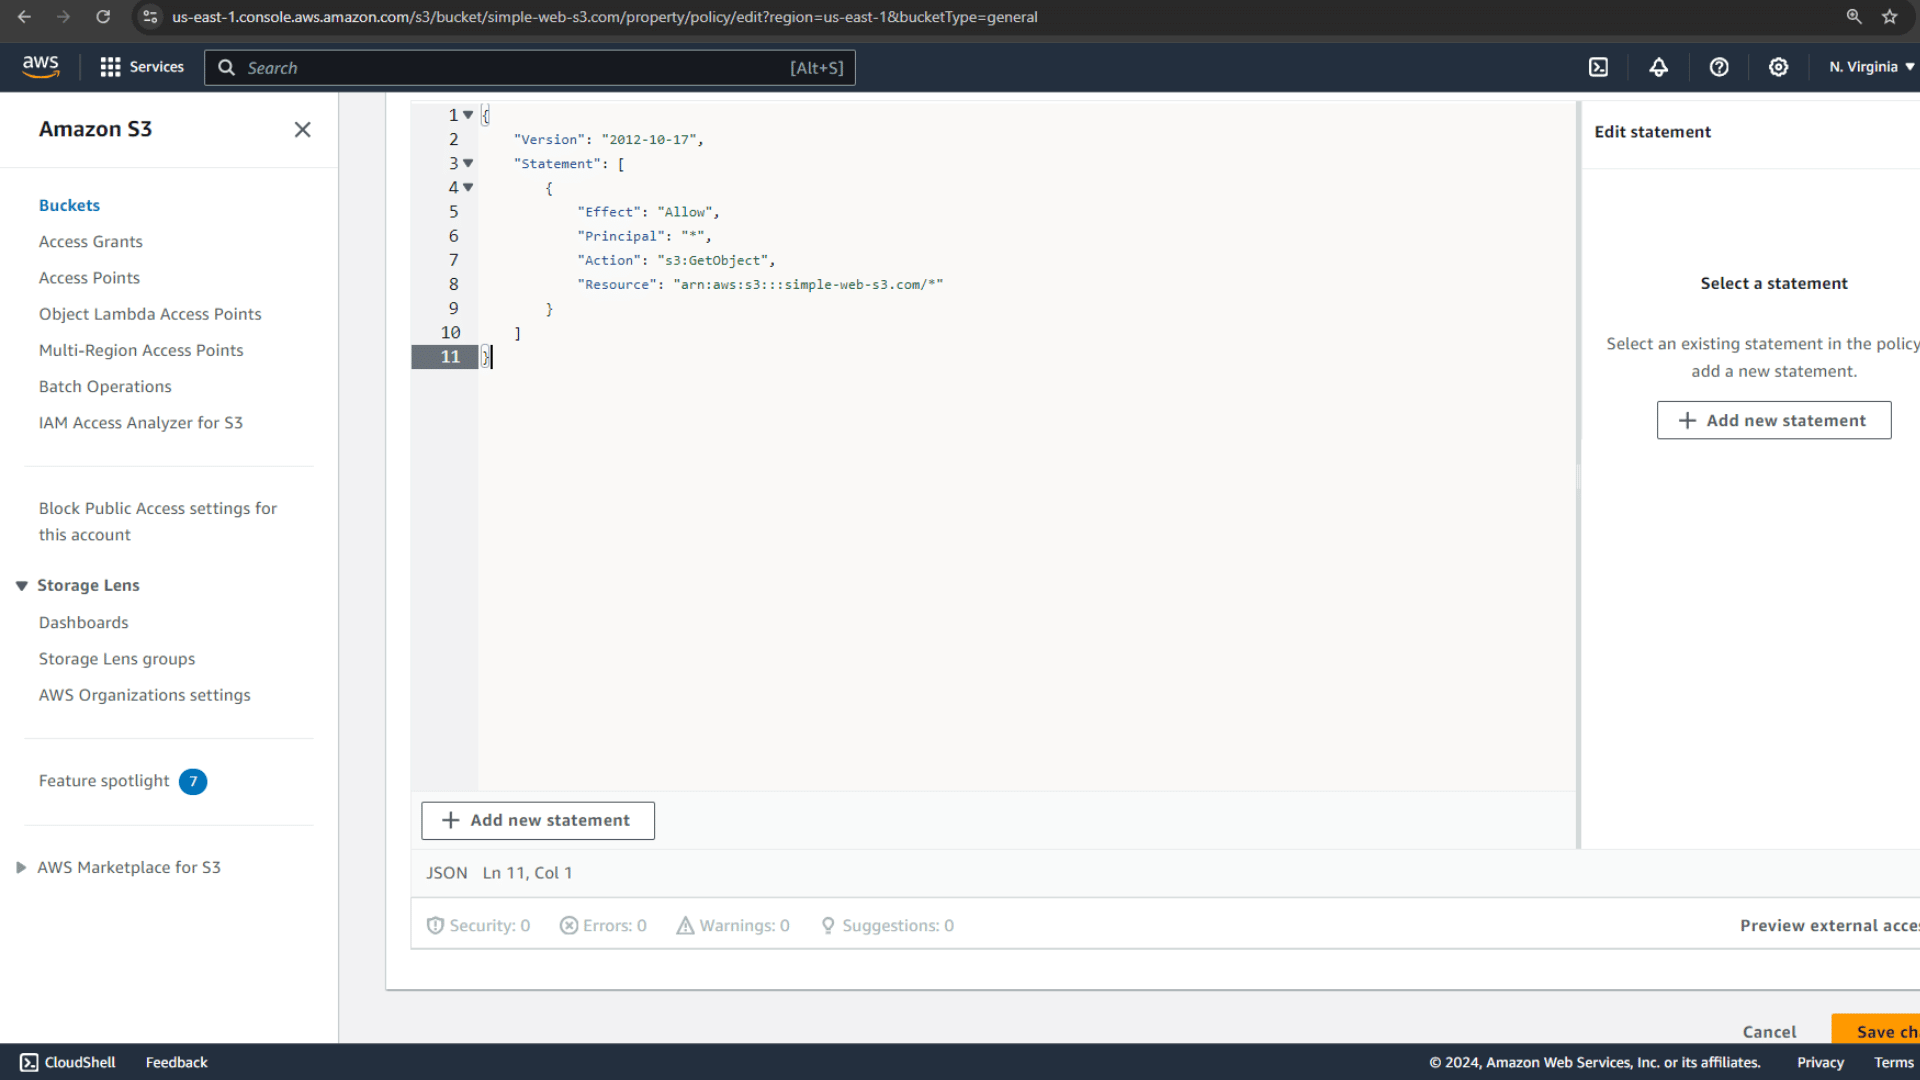 us-east-1.console.aws.amazon.com/s3/bucket/simple-web-s3.com/property/policy/edit?region=us-east-1&bucketType=general
aws Services Search [Alt+S] N. Virginia
Amazon S3
Buckets
Access Grants
Access Points
Object Lambda Access Points
Multi-Region Access Points
Batch Operations
IAM Access Analyzer for S3
Block Public Access settings for
this account
Storage Lens
Dashboards
Storage Lens groups
AWS Organizations settings
Feature spotlight 7
AWS Marketplace for S3
1 {
2 "Version": "2012-10-17",
3 "Statement": [
4 {
5 "Effect": "Allow",
6 "Principal": "*",
7 "Action": "s3:GetObject",
8 "Resource": "arn:aws:s3:::simple-web-s3.com/*"
9 }
10 ]
11 }
+ Add new statement
JSON Ln 11, Col 1
Security: 0 Errors: 0 Warnings: 0 Suggestions: 0
Preview external acce
Edit statement
Select a statement
Select an existing statement in the policy
add a new statement.
+ Add new statement
Cancel Save ch
CloudShell Feedback © 2024, Amazon Web Services, Inc. or its affiliates. Privacy Terms